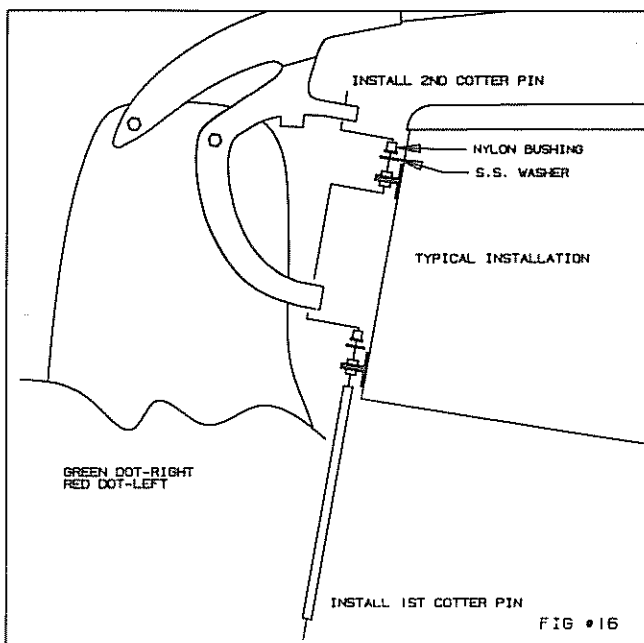 INSTALL 2ND COTTER PIN
NYLON BUSHING
S.S. WASHER
TYPICAL INSTALLATION
GREEN DOT-RIGHT
RED DOT-LEFT
INSTALL 1ST COTTER PIN
FIG #16